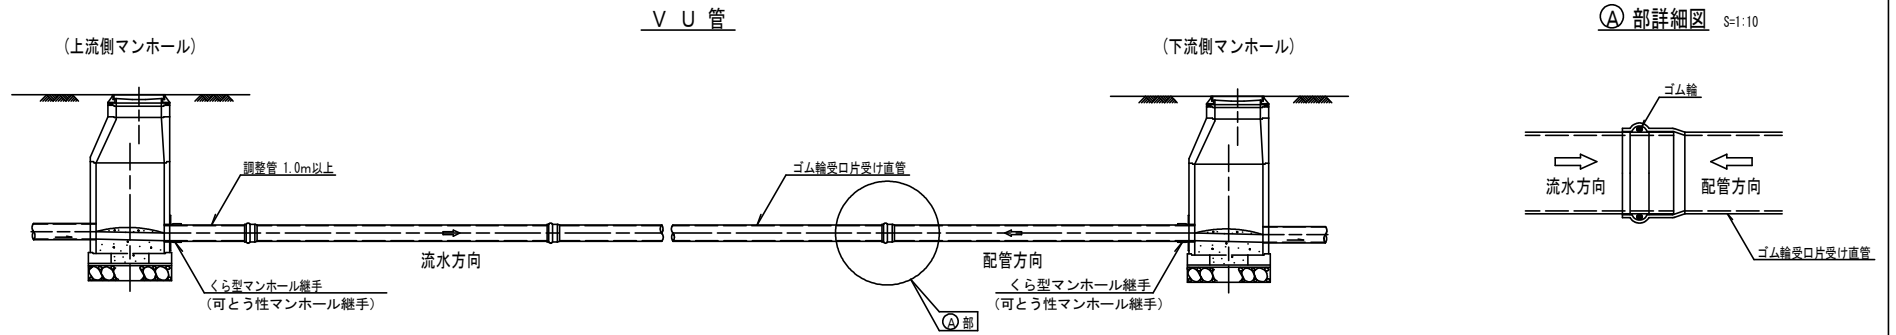 ＶＵ管
(上流側マンホール)
(下流側マンホール)
調整管 1.0m以上
ゴム輪受口片受け直管
流水方向
配管方向
くら型マンホール継手
(可とう性マンホール継手)
くら型マンホール継手
(可とう性マンホール継手)
Ⓐ部
Ⓐ 部詳細図 S=1:10
ゴム輪
流水方向
配管方向
ゴム輪受口片受け直管